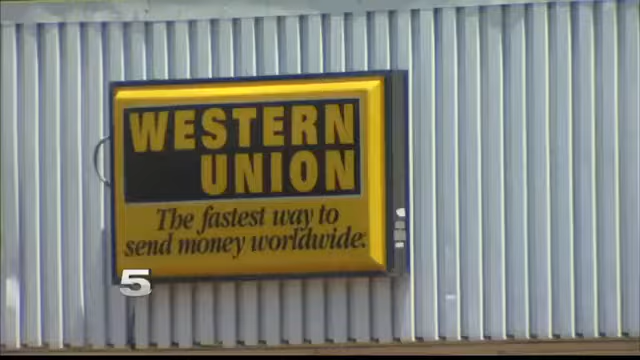 WESTERN
UNION
The fastest way to
send money worldwide.
5